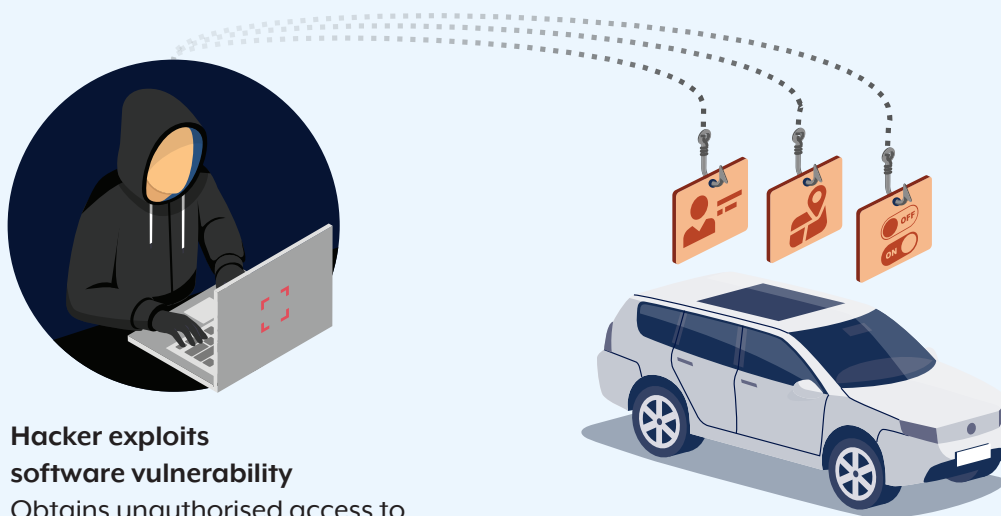 OFF
ON
Hacker exploits
software vulnerability
Obtains unauthorised access to